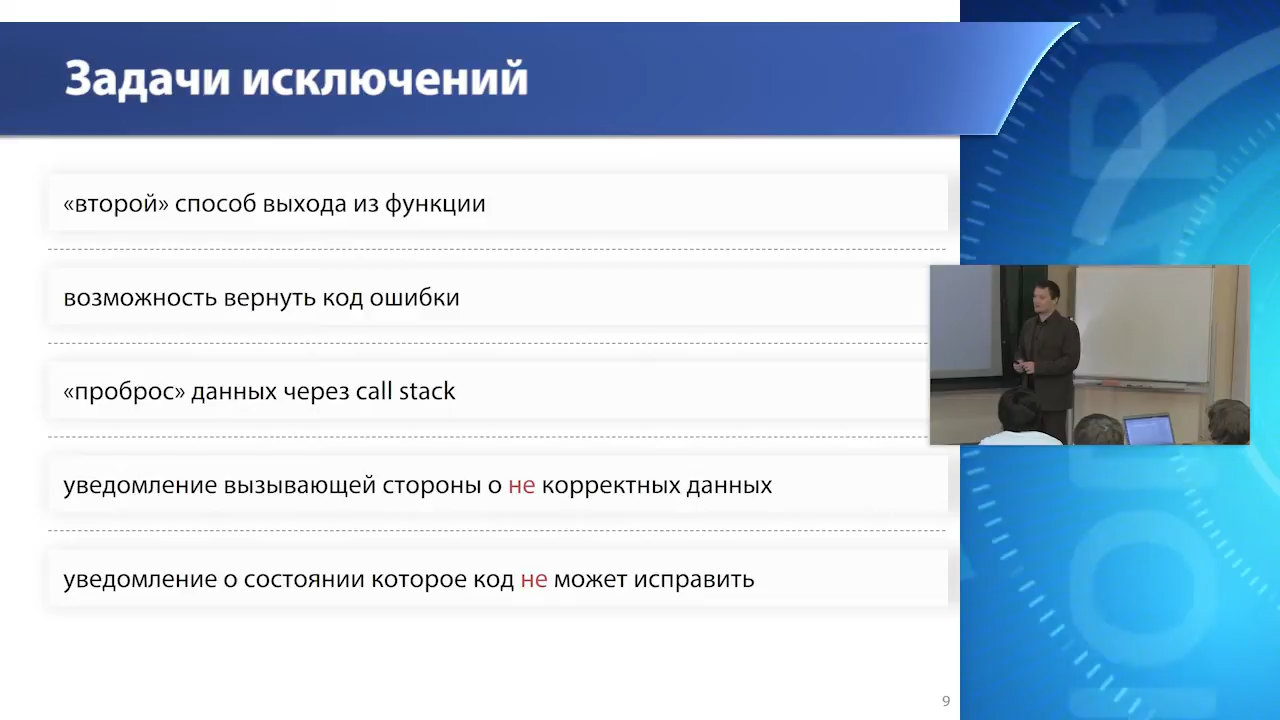 Задачи исключений
«второй» способ выхода из функции
возможность вернуть код ошибки
«проброс» данных через call stack
уведомление вызывающей стороны о не корректных данных
уведомление о состоянии которое код не может исправить
9